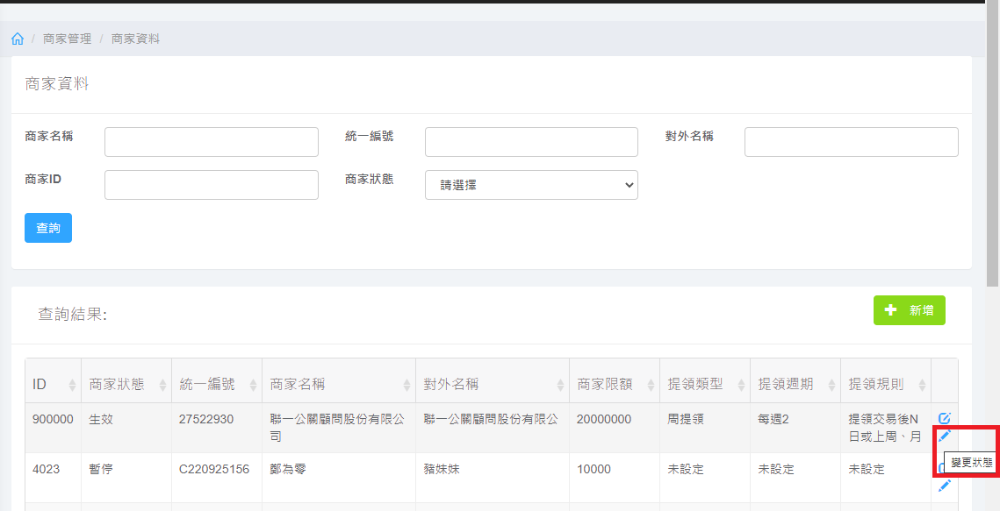 / 商家管理 / 商家資料
商家資料
商家名稱 統一編號 對外名稱
商家ID 商家狀態 請選擇
查詢
查詢結果: 新增
ID 商家狀態 統一編號 商家名稱 對外名稱 商家限額 提領類型 提領週期 提領規則
900000 生效 27522930 聯一公關顧問股份有限公 聯一公關顧問股份有限公司 20000000 周提領 每週2 提領交易後N
司 日或上周、月
變更狀態
4023 暫停 C220925156 鄭為零 豬妹妹 10000 未設定 未設定 未設定